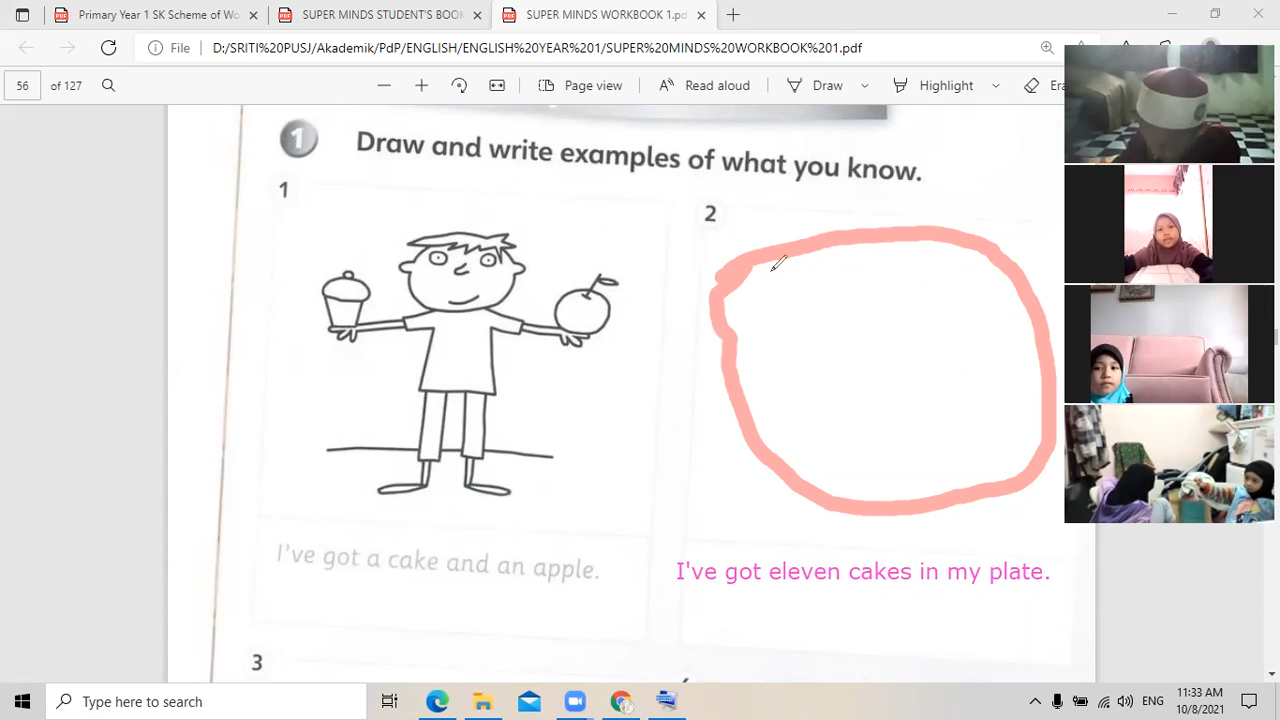 Primary Year 1 SK Scheme of Wo
SUPER MINDS STUDENT'S BOOK
SUPER MINDS WORKBOOK 1.pd
File
D:/SRITI%20PUSJ/Akademik/PdP/ENGLISH/ENGLISH%20YEAR%201/SUPER%20MINDS%20WORKBOOK%201.pdf
56 of 127
Page view
Read aloud
Draw
Highlight
Era
1 Draw and write examples of what you know.
1
2
I've got a cake and an apple.
I've got eleven cakes in my plate.
3
Type here to search
ENG
11:33 AM
10/8/2021